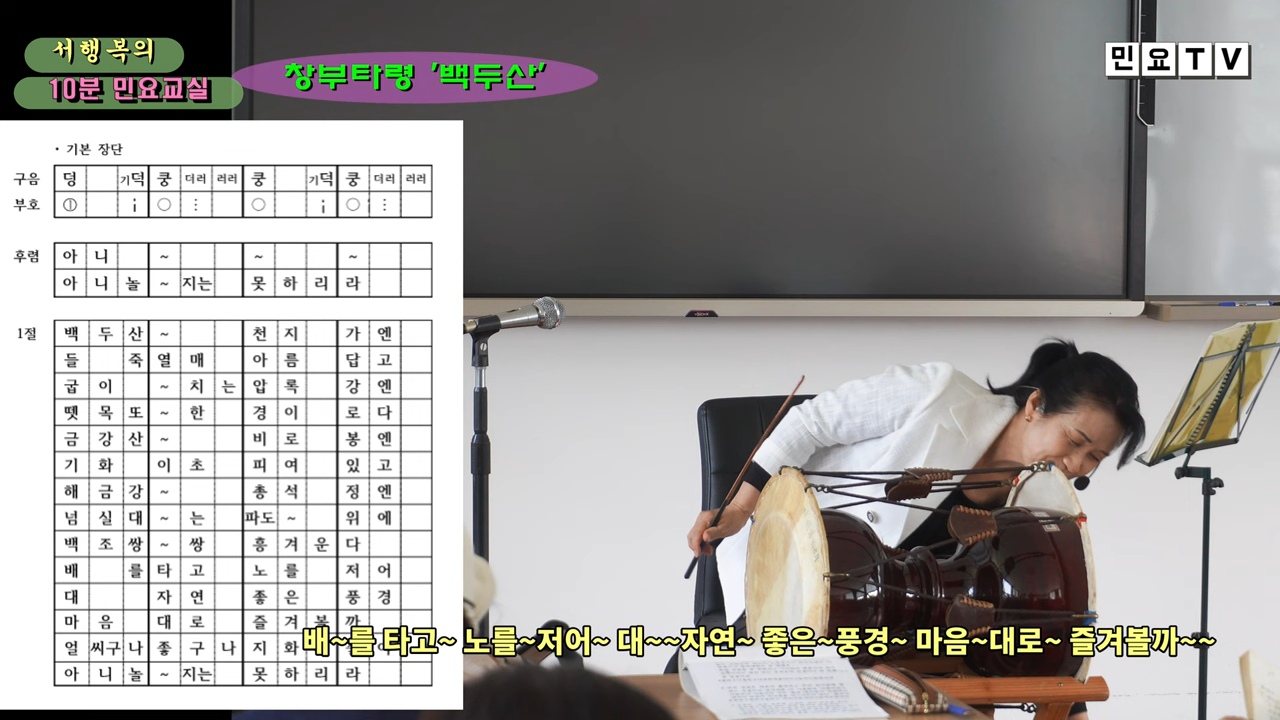 서행복의
10분 민요교실
창부타령 '백두산'
민요TV
· 기본 장단
구음 덩 기덕 쿵 더러 러러 쿵 기덕 쿵 더러 러러
부호
후렴 아 니 ~ ~ ~
아 니 놀 ~ 지는 못 하 리 라
1절 백 두 산 ~ 천 지 가 엔
들 죽 열 매 아 름 답 고
굽 이 ~ 치 는 압 록 강 엔
뗏 목 또 ~ 한 경 이 로 다
금 강 산 ~ 비 로 봉 엔
기 화 이 초 피 여 있 고
해 금 강 ~ 총 석 정 엔
넘 실 대 ~ 는 파도 ~ 위 에
백 조 쌍 ~ 쌍 흥 겨 운 다
배 를 타 고 노 를 저 어
대 자 연 좋 은 풍 경
마 음 대 로 즐 겨 볼 까
얼 씨구 나 좋 구 나 지 화
아 니 놀 ~ 지는 못 하 리 라
배~를 타고~ 노를~저어~ 대~~자연~ 좋은~풍경~ 마음~대로~ 즐겨볼까~~